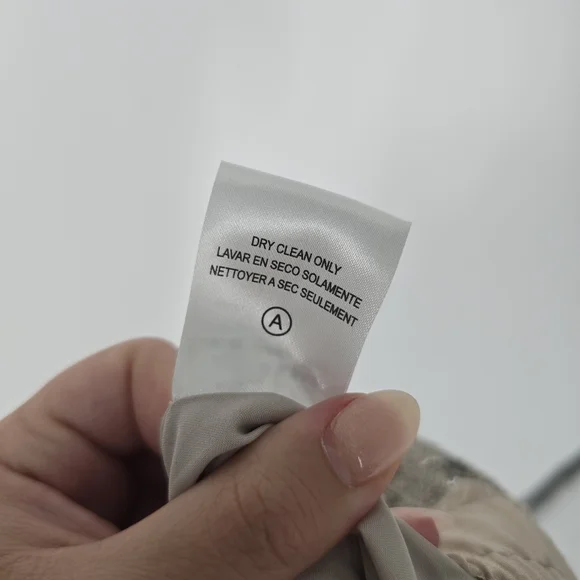 DRY CLEAN ONLY
LAVAR EN SECO SOLAMENTE
NETTOYER A SEC SEULEMENT
A